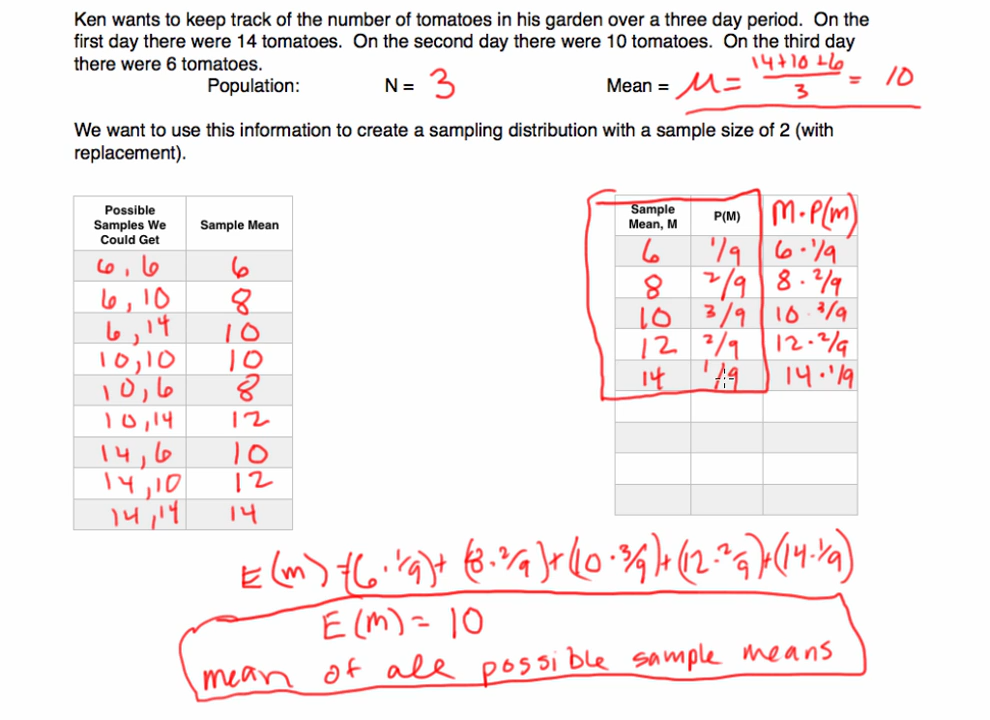 Ken wants to keep track of the number of tomatoes in his garden over a three day period. On the
first day there were 14 tomatoes. On the second day there were 10 tomatoes. On the third day
there were 6 tomatoes.
Population: N = 3 Mean = μ = 14+10+6/3 = 10
We want to use this information to create a sampling distribution with a sample size of 2 (with
replacement).
Possible Samples We Could Get Sample Mean
6, 6 6
6, 10 8
6, 14 10
10, 10 10
10, 6 8
10, 14 12
14, 6 10
14, 10 12
14, 14 14
Sample Mean, M P(M) M·P(m)
6 1/9 6·1/9
8 2/9 8·2/9
10 3/9 10·3/9
12 2/9 12·2/9
14 1/9 14·1/9
E(m) = (6·1/9) + (8·2/9) + (10·3/9) + (12·2/9) + (14·1/9)
E(m) = 10
mean of all possible sample means